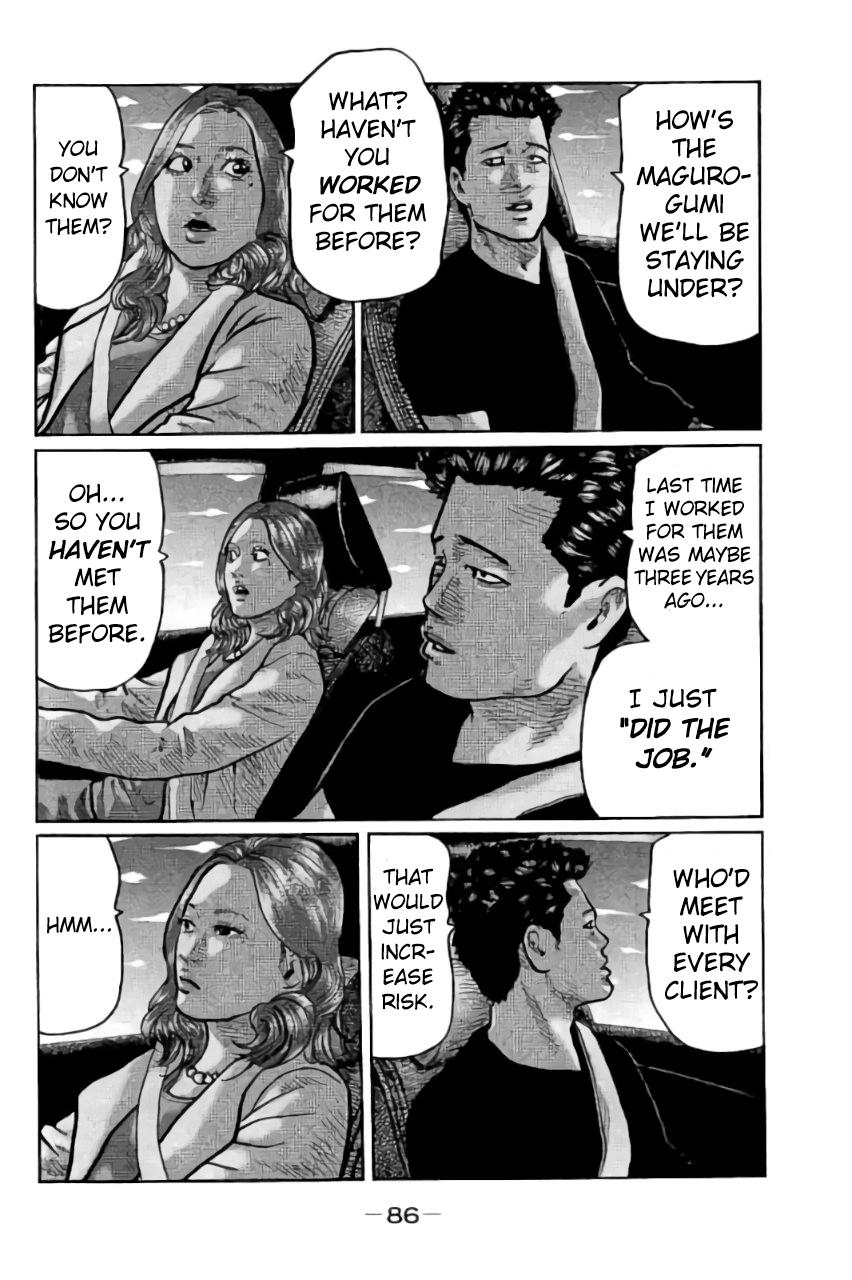 HOW'S
THE
MAGURO-
GUMI
WE'LL BE
STAYING
UNDER?
WHAT?
HAVEN'T
YOU
WORKED
FOR THEM
BEFORE?
YOU
DON'T
KNOW
THEM?
LAST TIME
I WORKED
FOR THEM
WAS MAYBE
THREE YEARS
AGO...
I JUST
"DID THE
JOB."
OH...
SO YOU
HAVEN'T
MET
THEM
BEFORE.
WHO'D
MEET
WITH
EVERY
CLIENT?
THAT
WOULD
JUST
INCR-
EASE
RISK.
HMM...
—86—